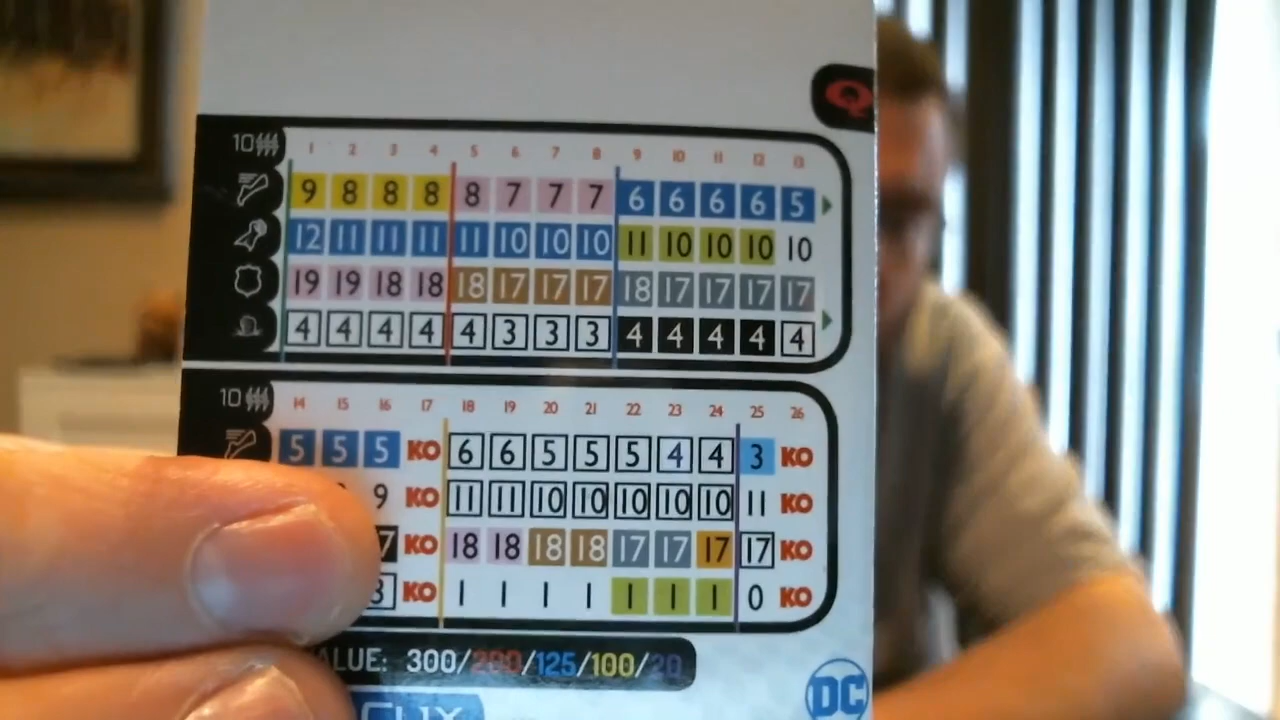 Q
10 1 2 3 4 5 6 7 8 9 10 11 12 13
9 8 8 8 8 7 7 7 6 6 6 6 5
12 11 11 11 11 10 10 10 11 10 10 10 10
19 19 18 18 18 17 17 17 18 17 17 17 17
4 4 4 4 4 3 3 3 4 4 4 4 4
10 14 15 16 17 18 19 20 21 22 23 24 25 26
5 5 5 KO 6 6 5 5 5 4 4 3 KO
9 KO 11 11 10 10 10 10 10 11 KO
7 KO 18 18 18 18 17 17 17 17 KO
3 KO 1 1 1 1 1 1 1 0 KO
ALUE: 300/200/125/100/20
DC